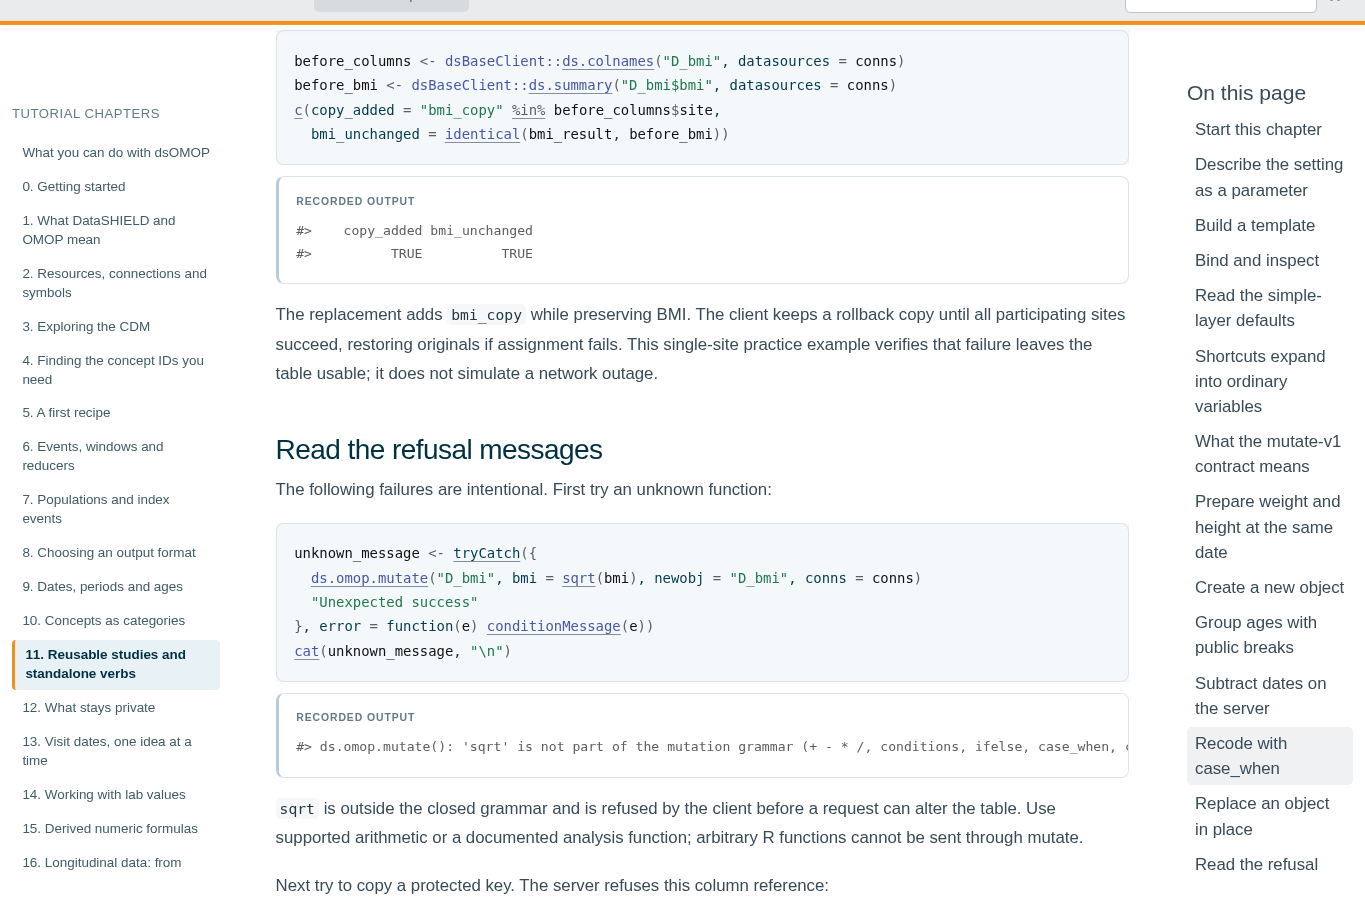 TUTORIAL CHAPTERS
What you can do with dsOMOP
0. Getting started
1. What DataSHIELD and
OMOP mean
2. Resources, connections and
symbols
3. Exploring the CDM
4. Finding the concept IDs you
need
5. A first recipe
6. Events, windows and
reducers
7. Populations and index
events
8. Choosing an output format
9. Dates, periods and ages
10. Concepts as categories
11. Reusable studies and
standalone verbs
12. What stays private
13. Visit dates, one idea at a
time
14. Working with lab values
15. Derived numeric formulas
16. Longitudinal data: from
before_columns <- dsBaseClient::ds.colnames("D_bmi", datasources = conns)
before_bmi <- dsBaseClient::ds.summary("D_bmi$bmi", datasources = conns)
c(copy_added = "bmi_copy" %in% before_columns$site,
  bmi_unchanged = identical(bmi_result, before_bmi))
RECORDED OUTPUT
#>    copy_added bmi_unchanged
#>          TRUE          TRUE
The replacement adds bmi_copy while preserving BMI. The client keeps a rollback copy until all participating sites
succeed, restoring originals if assignment fails. This single-site practice example verifies that failure leaves the
table usable; it does not simulate a network outage.
Read the refusal messages
The following failures are intentional. First try an unknown function:
unknown_message <- tryCatch({
  ds.omop.mutate("D_bmi", bmi = sqrt(bmi), newobj = "D_bmi", conns = conns)
  "Unexpected success"
}, error = function(e) conditionMessage(e))
cat(unknown_message, "\n")
RECORDED OUTPUT
#> ds.omop.mutate(): 'sqrt' is not part of the mutation grammar (+ - * /, conditions, ifelse, case_when,
sqrt is outside the closed grammar and is refused by the client before a request can alter the table. Use
supported arithmetic or a documented analysis function; arbitrary R functions cannot be sent through mutate.
Next try to copy a protected key. The server refuses this column reference:
On this page
Start this chapter
Describe the setting
as a parameter
Build a template
Bind and inspect
Read the simple-
layer defaults
Shortcuts expand
into ordinary
variables
What the mutate-v1
contract means
Prepare weight and
height at the same
date
Create a new object
Group ages with
public breaks
Subtract dates on
the server
Recode with
case_when
Replace an object
in place
Read the refusal